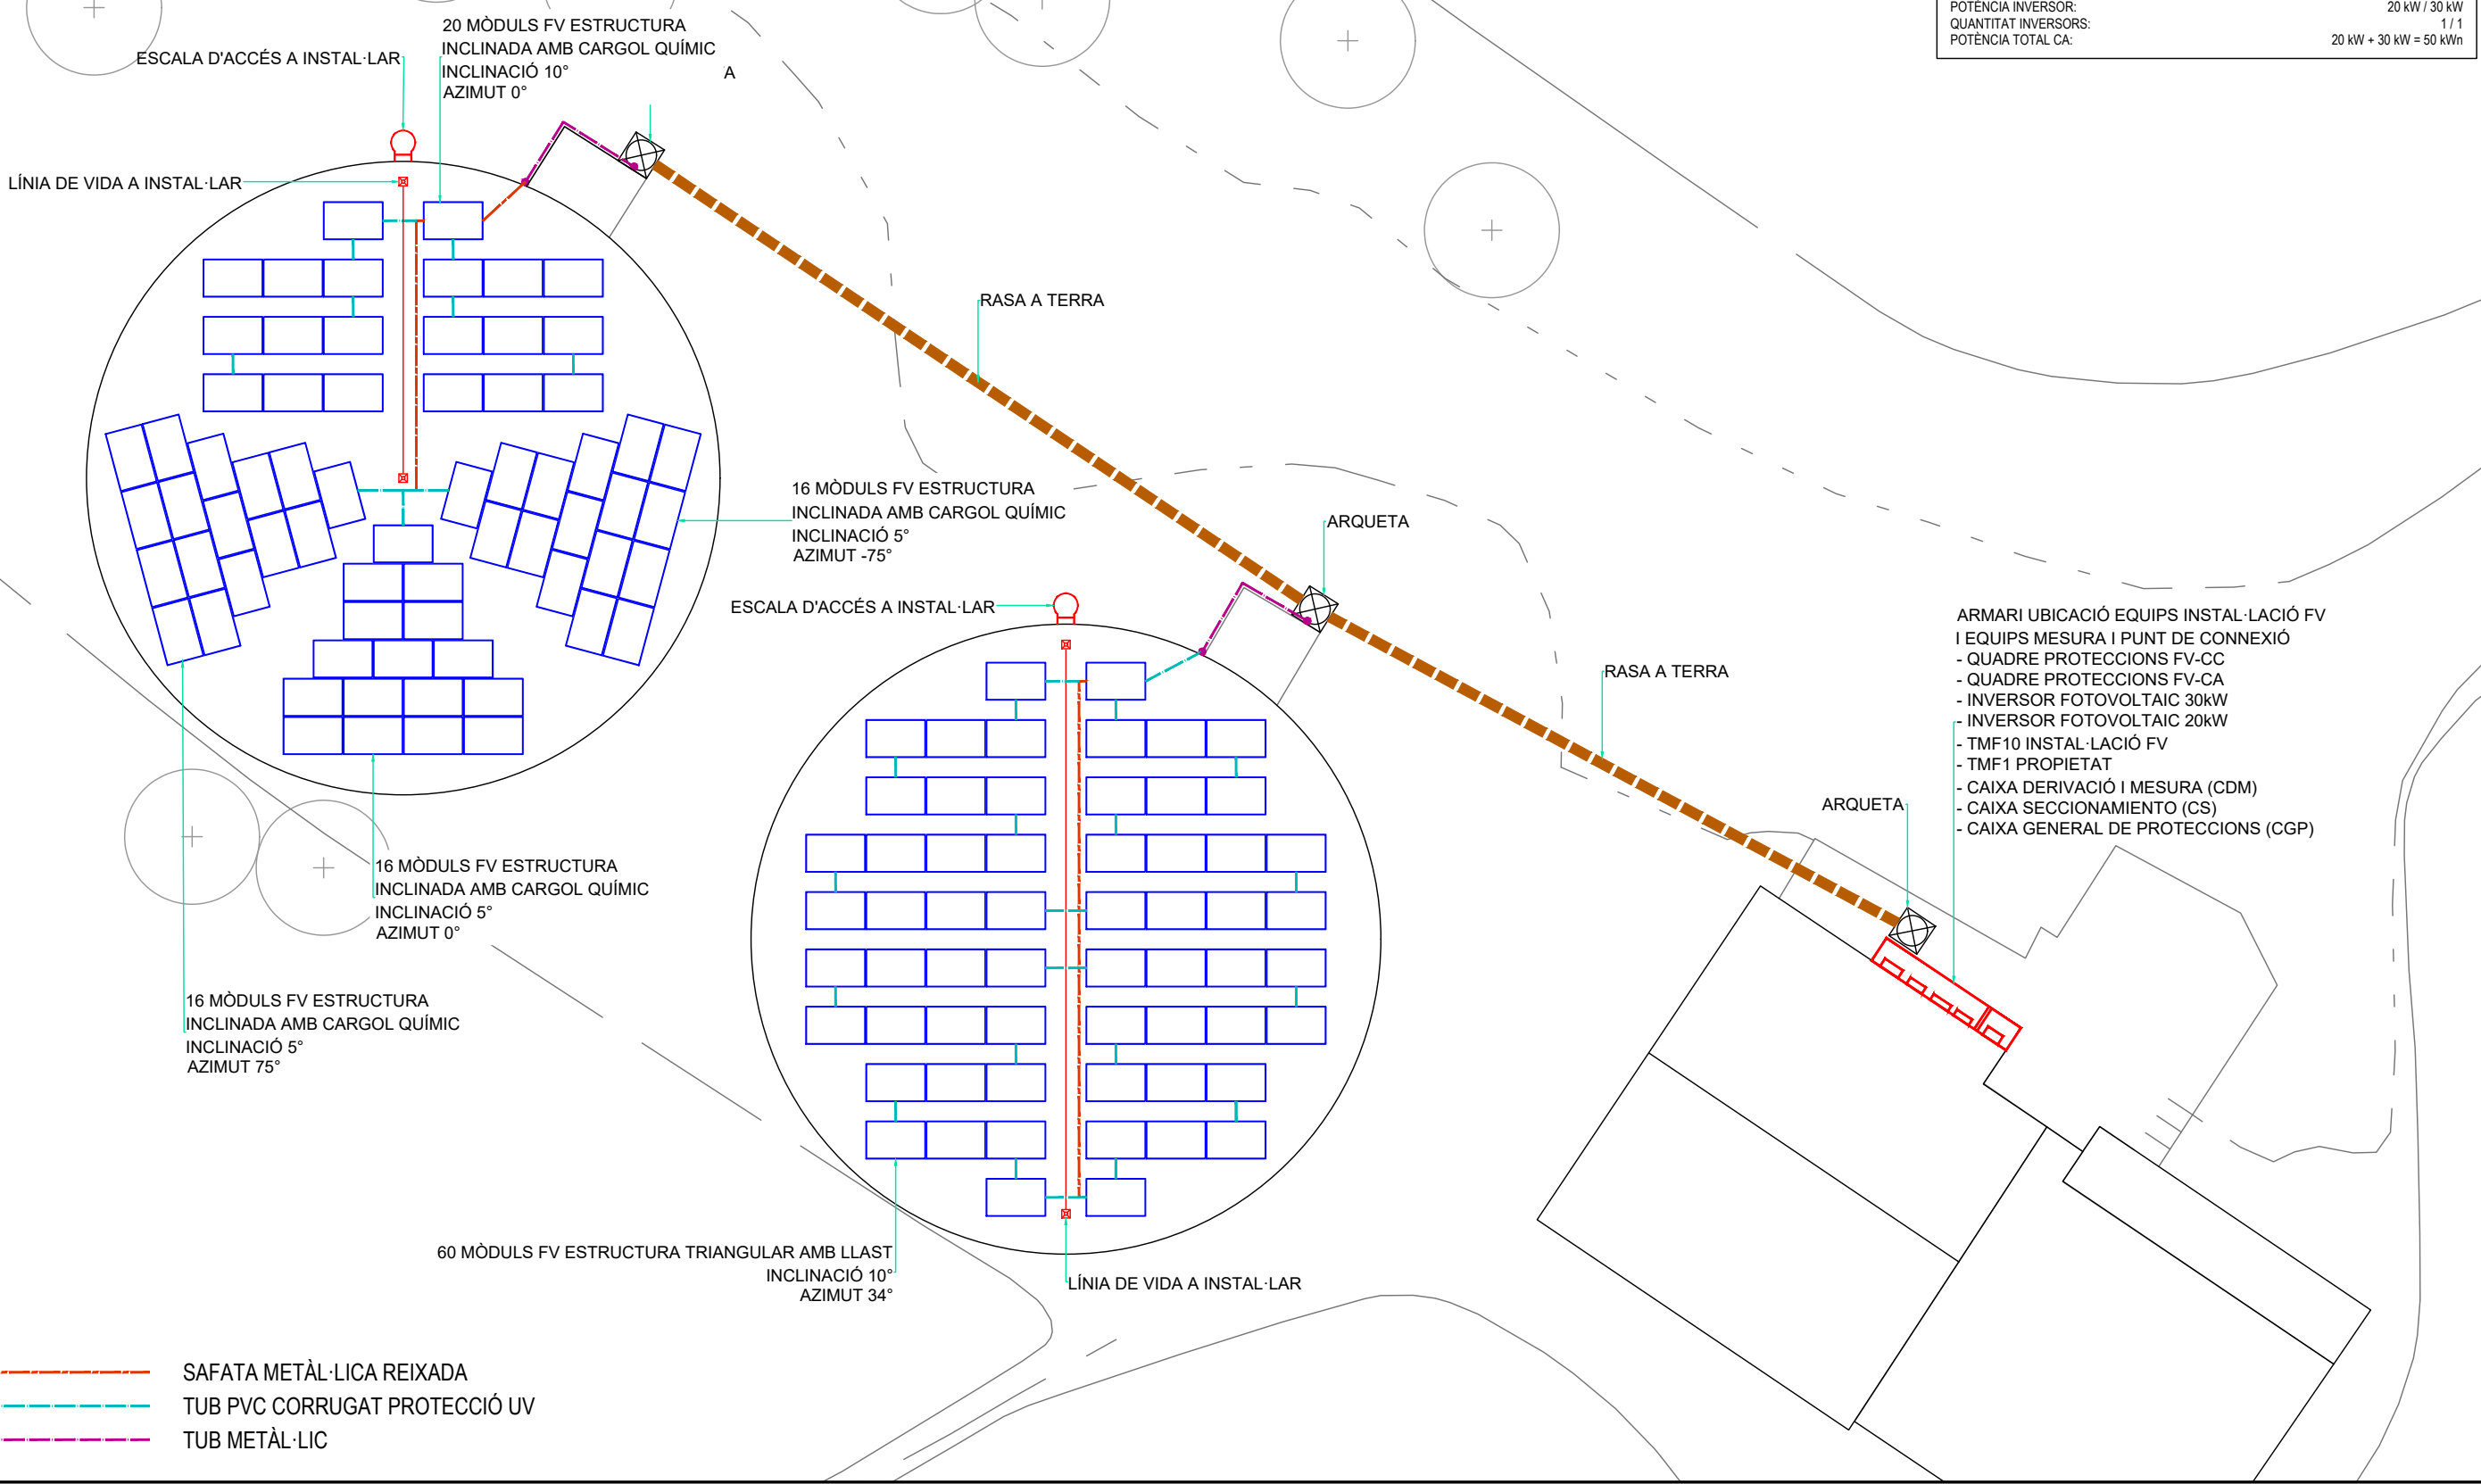 POTÈNCIA INVERSOR: 20 kW / 30 kW
QUANTITAT INVERSORS: 1 / 1
POTÈNCIA TOTAL CA: 20 kW + 30 kW = 50 kWn
20 MÒDULS FV ESTRUCTURA
INCLINADA AMB CARGOL QUÍMIC
INCLINACIÓ 10°
AZIMUT 0°
A
ESCALA D'ACCÉS A INSTAL·LAR
LÍNIA DE VIDA A INSTAL·LAR
RASA A TERRA
16 MÒDULS FV ESTRUCTURA
INCLINADA AMB CARGOL QUÍMIC
INCLINACIÓ 5°
AZIMUT -75°
ARQUETA
ESCALA D'ACCÉS A INSTAL·LAR
RASA A TERRA
ARMARI UBICACIÓ EQUIPS INSTAL·LACIÓ FV
I EQUIPS MESURA I PUNT DE CONNEXIÓ
- QUADRE PROTECCIONS FV-CC
- QUADRE PROTECCIONS FV-CA
- INVERSOR FOTOVOLTAIC 30kW
- INVERSOR FOTOVOLTAIC 20kW
- TMF10 INSTAL·LACIÓ FV
- TMF1 PROPIETAT
- CAIXA DERIVACIÓ I MESURA (CDM)
- CAIXA SECCIONAMIENTO (CS)
- CAIXA GENERAL DE PROTECCIONS (CGP)
ARQUETA
16 MÒDULS FV ESTRUCTURA
INCLINADA AMB CARGOL QUÍMIC
INCLINACIÓ 5°
AZIMUT 0°
16 MÒDULS FV ESTRUCTURA
INCLINADA AMB CARGOL QUÍMIC
INCLINACIÓ 5°
AZIMUT 75°
60 MÒDULS FV ESTRUCTURA TRIANGULAR AMB LLAST
INCLINACIÓ 10°
AZIMUT 34°
LÍNIA DE VIDA A INSTAL·LAR
SAFATA METÀL·LICA REIXADA
TUB PVC CORRUGAT PROTECCIÓ UV
TUB METÀL·LIC